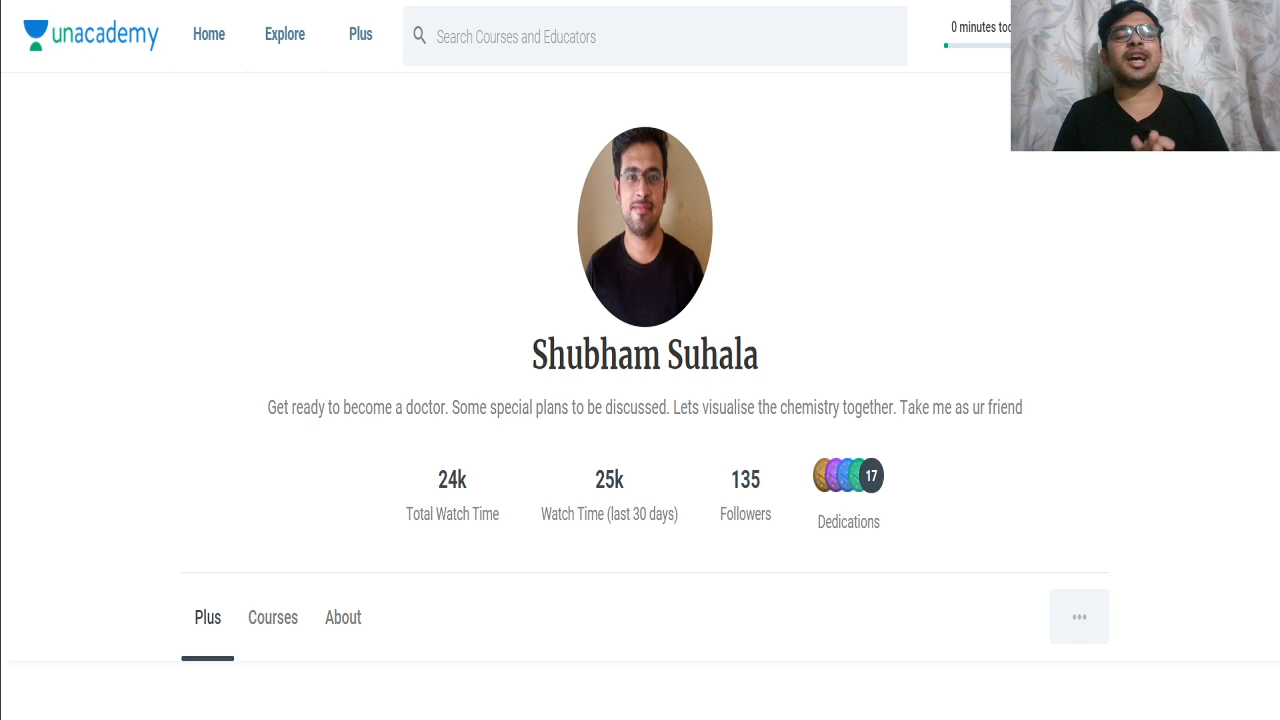 unacademy
Home
Explore
Plus
Search Courses and Educators
0 minutes
Shubham Suhala
Get ready to become a doctor. Some special plans to be discussed. Lets visualise the chemistry together. Take me as ur friend
24k
25k
135
17
Total Watch Time
Watch Time (last 30 days)
Followers
Dedications
Plus
Courses
About